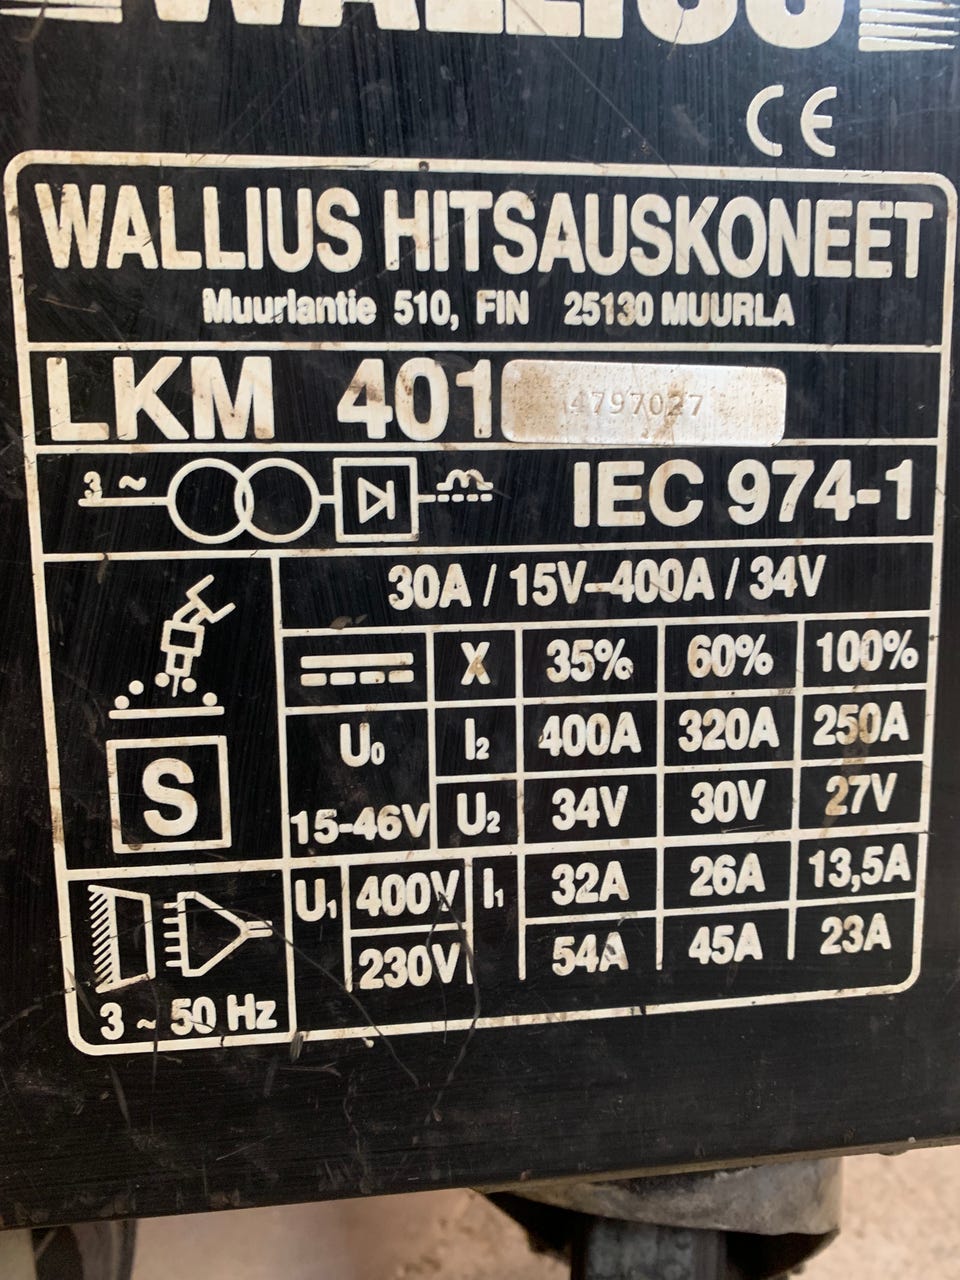 WALLIUS
CE
WALLIUS HITSAUSKONEET
Muurlantie 510, FIN 25130 MUURLA
LKM 401 4797027
3 ~ IEC 974-1
30A / 15V-400A / 34V
X 35% 60% 100%
U0 I2 400A 320A 250A
15-46V U2 34V 30V 27V
S
U1 400V I1 32A 26A 13,5A
230V 54A 45A 23A
3 ~ 50 Hz